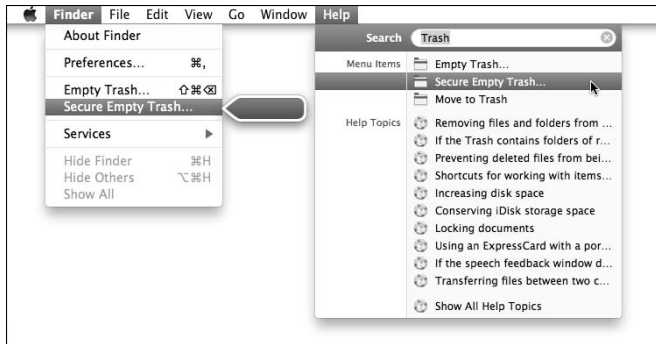 Finder File Edit View Go Window Help
About Finder
Preferences... ⌘,
Empty Trash... ⇧⌘⌫
Secure Empty Trash...
Services ▶
Hide Finder ⌘H
Hide Others ⌥⌘H
Show All
Search Trash
Menu Items Empty Trash...
Secure Empty Trash...
Move to Trash
Help Topics Removing files and folders from ...
If the Trash contains folders of r...
Preventing deleted files from bei...
Shortcuts for working with items...
Increasing disk space
Conserving iDisk storage space
Locking documents
Using an ExpressCard with a por...
If the speech feedback window d...
Transferring files between two c...
Show All Help Topics